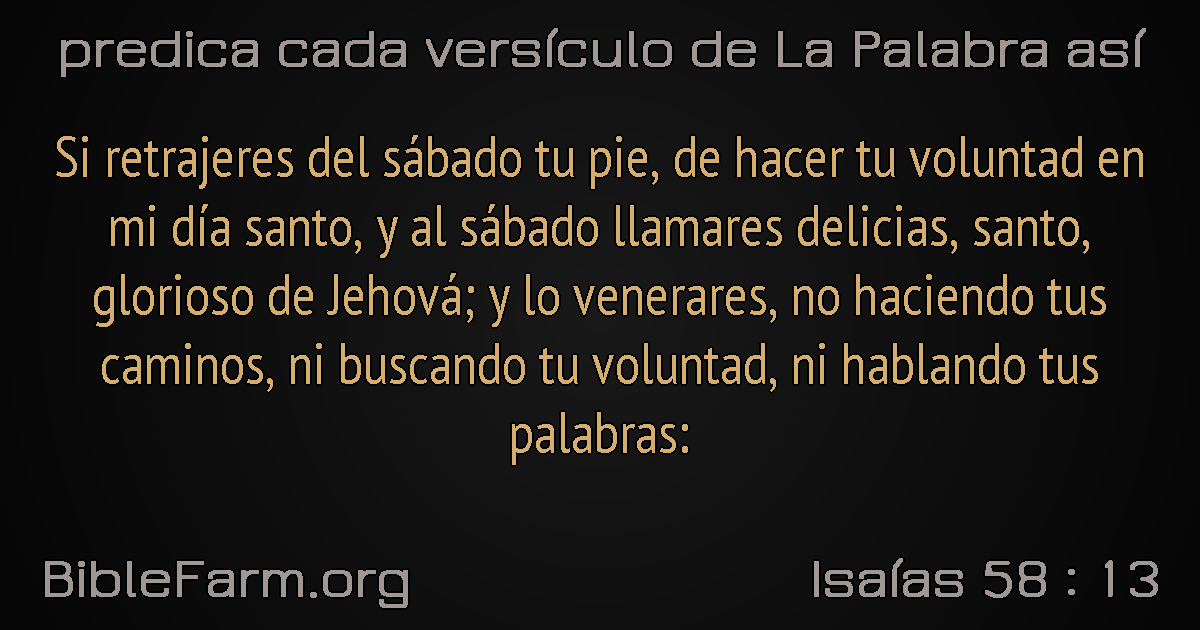 predica cada versículo de La Palabra así
Si retrajeres del sábado tu pie, de hacer tu voluntad en
mi día santo, y al sábado llamares delicias, santo,
glorioso de Jehová; y lo venerares, no haciendo tus
caminos, ni buscando tu voluntad, ni hablando tus
palabras:
BibleFarm.org
Isaías 58 : 13